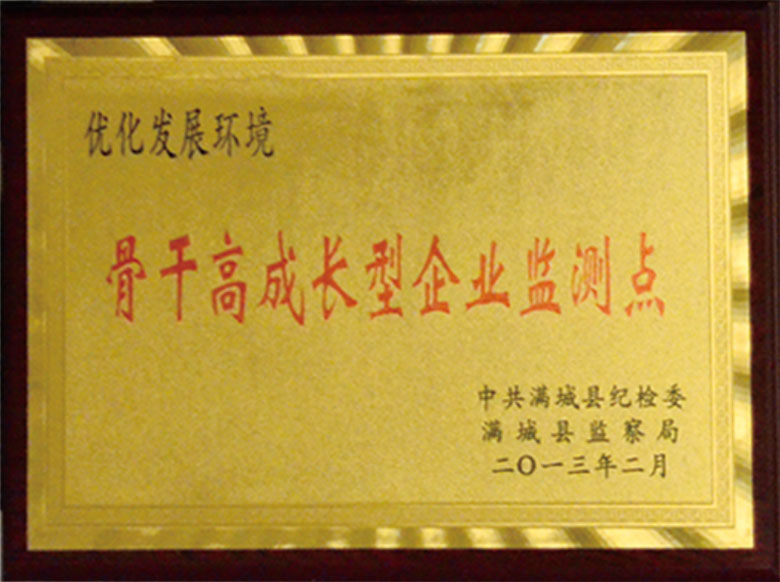 优化发展环境
骨干高成长型企业监测点
中共满城县纪检委
满城县监察局
二〇一三年二月